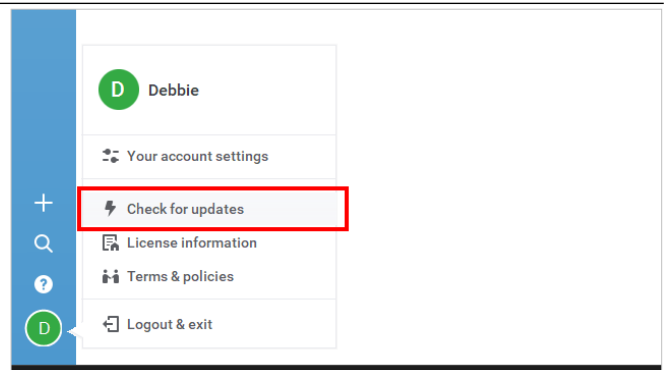 D
Debbie
Your account settings
Check for updates
License information
Terms & policies
Logout & exit
?
D